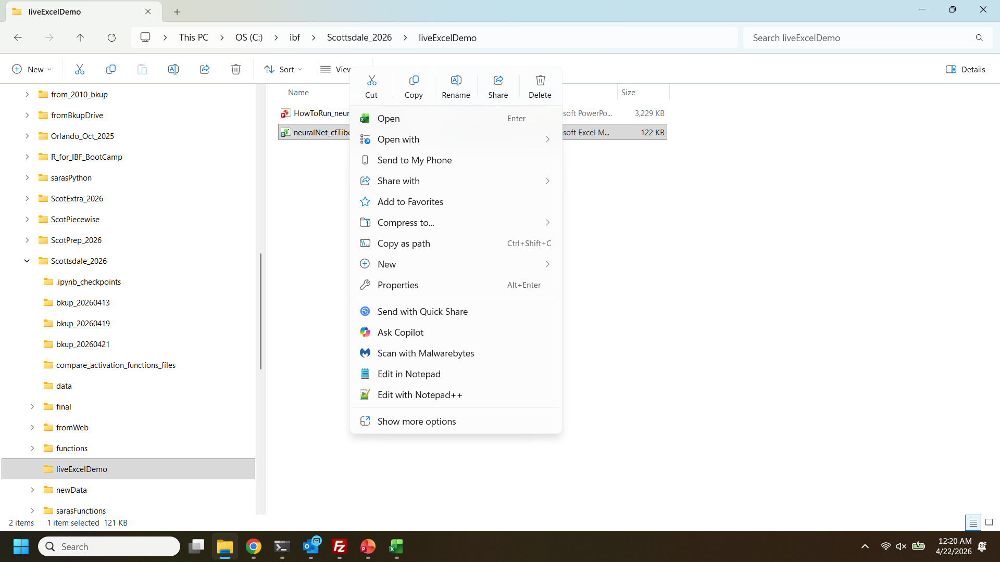 liveExcelDemo
This PC
OS (C:)
ibf
Scottsdale_2026
liveExcelDemo
Search liveExcelDemo
New
Sort
View
Details
from_2010_bkup
fromBkupDrive
Orlando_Oct_2025
R_for_IBF_BootCamp
sarasPython
ScotExtra_2026
ScotPiecewise
ScotPrep_2026
Scottsdale_2026
.ipynb_checkpoints
bkup_20260413
bkup_20260419
bkup_20260421
compare_activation_functions_files
data
final
fromWeb
functions
liveExcelDemo
newData
sarasFunctions
Name
Size
HowToRun_neur
soft PowerPo...
3,229 KB
neuralNet_cfTibe
soft Excel M...
122 KB
Cut
Copy
Rename
Share
Delete
Open Enter
Open with
Send to My Phone
Share with
Add to Favorites
Compress to...
Copy as path Ctrl+Shift+C
New
Properties Alt+Enter
Send with Quick Share
Ask Copilot
Scan with Malwarebytes
Edit in Notepad
Edit with Notepad++
Show more options
2 items 1 item selected 121 KB
Search
12:20 AM
4/22/2026